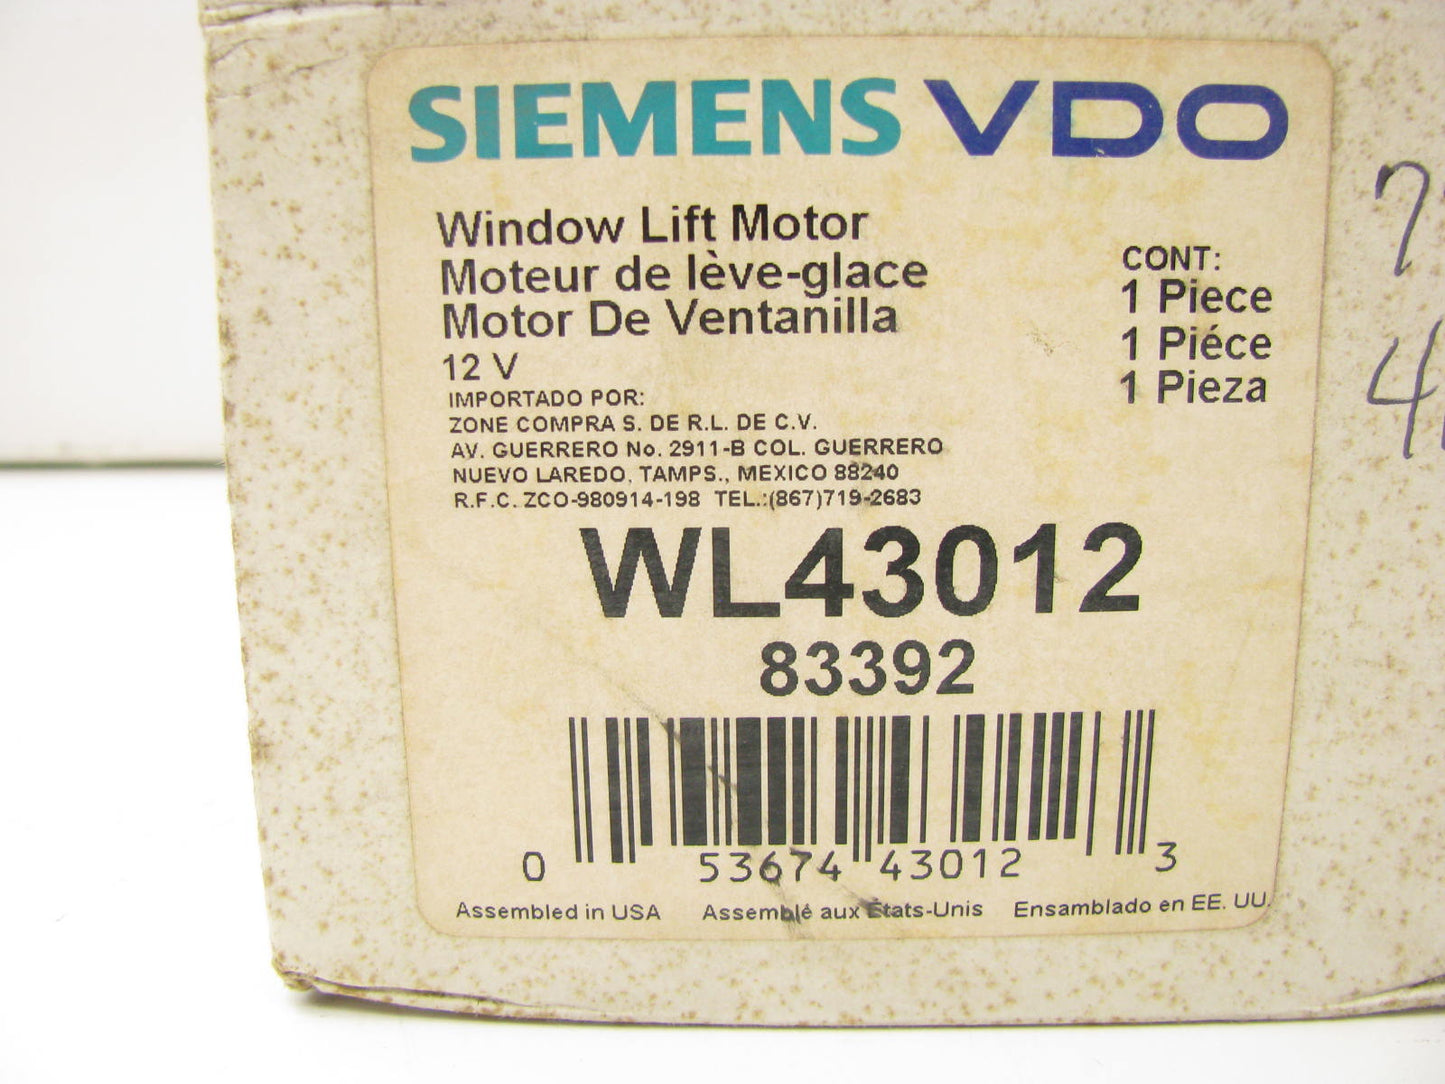 SIEMENS VDO
Window Lift Motor
Moteur de lève-glace
Motor De Ventanilla
12 V
CONT:
1 Piece
1 Piéce
1 Pieza
IMPORTADO POR:
ZONE COMPRA S. DE R.L. DE C.V.
AV. GUERRERO No. 2911-B COL. GUERRERO
NUEVO LAREDO, TAMPS., MEXICO 88240
R.F.C. ZCO-980914-198 TEL.:(867)719-2683
WL43012
83392
0 53674 43012 3
Assembled in USA Assemblé aux États-Unis Ensamblado en EE. UU.
7